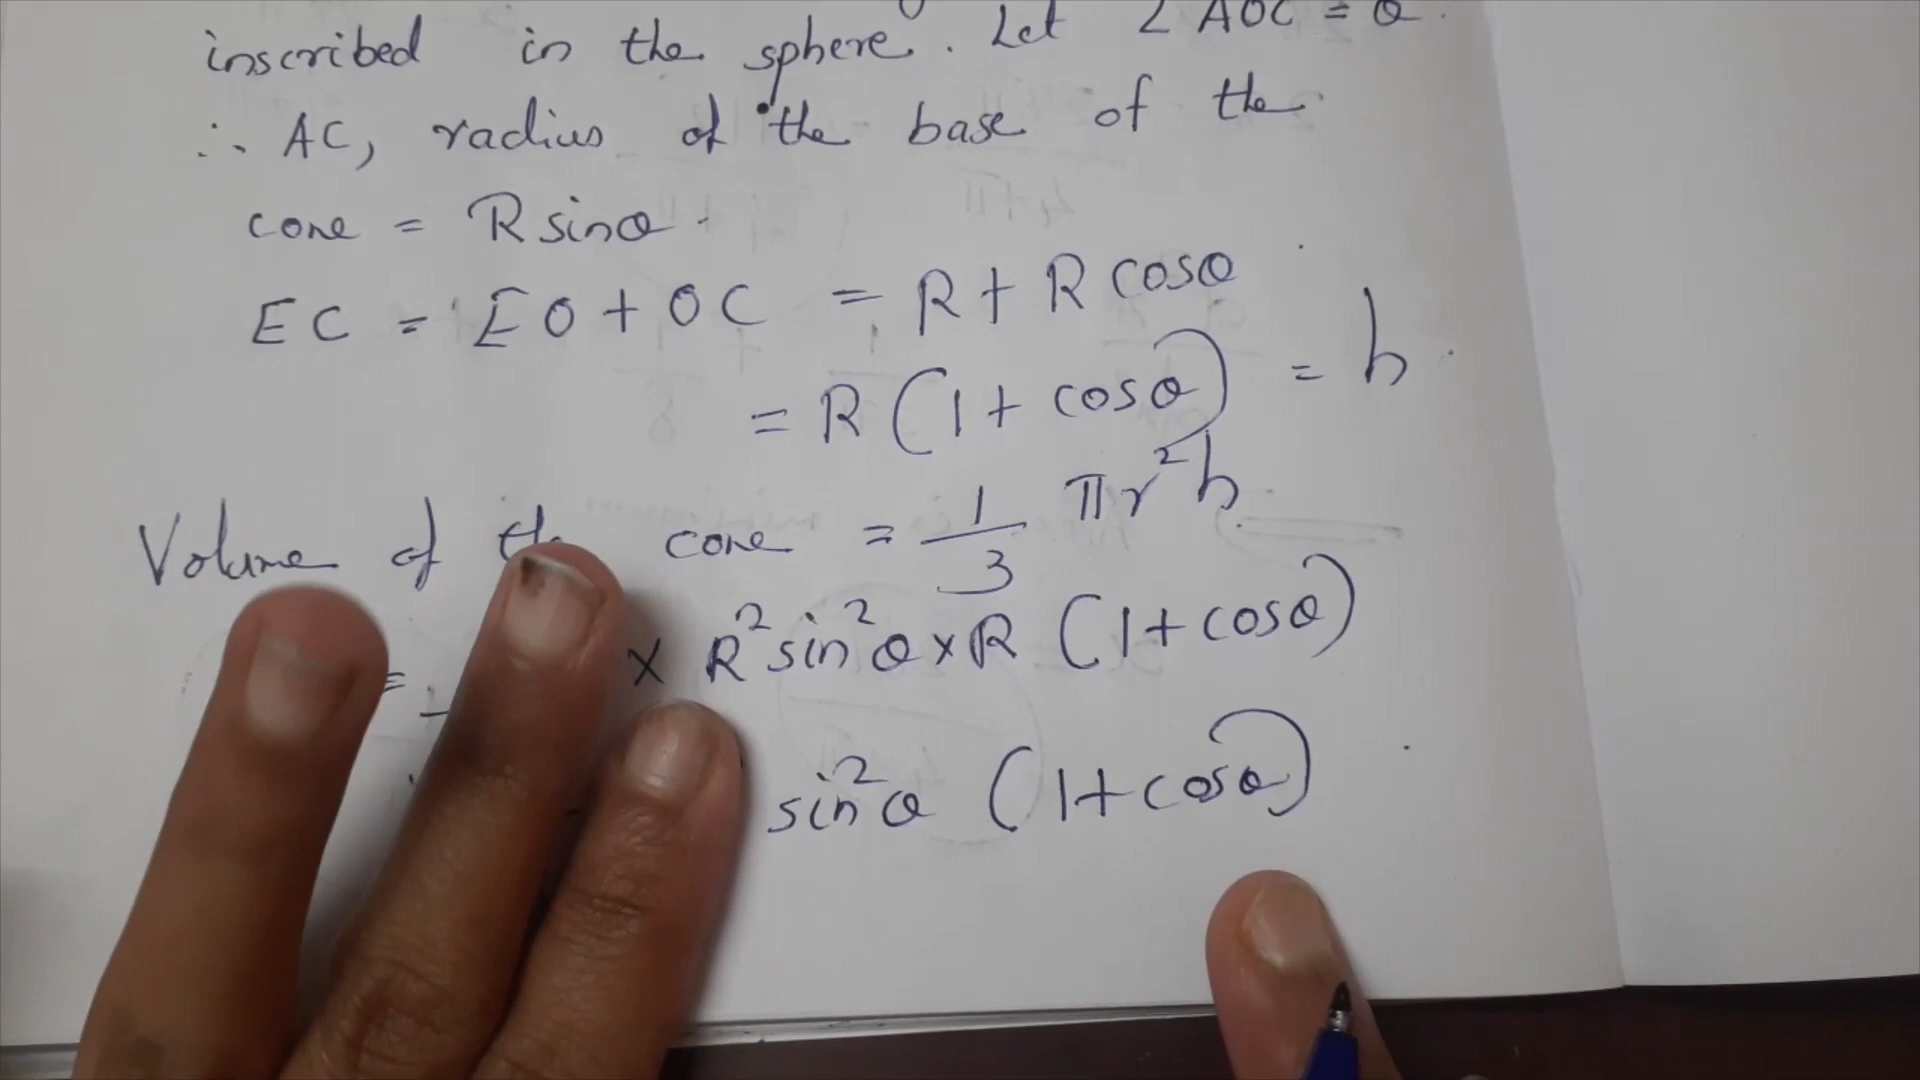 inscribed in the sphere. Let ∠AOC = θ.
∴ AC, radius of the base of the
cone = R sinθ.
EC = EO + OC = R + R cosθ
= R (1 + cosθ) = h
Volume of the cone = 1/3 πr²h
= × R² sin²θ × R (1 + cosθ)
sin²θ (1 + cosθ)